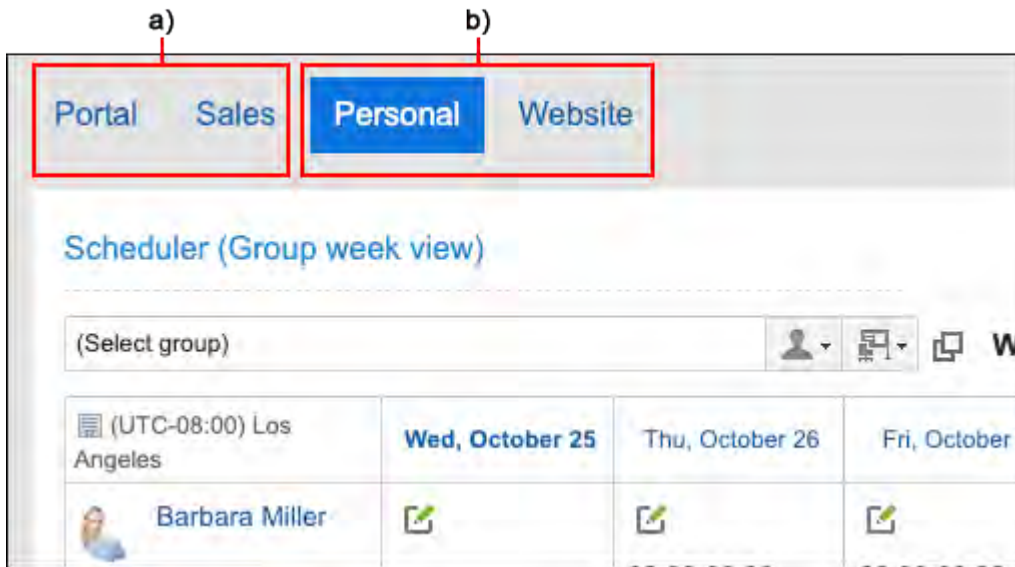 a) b)
Portal Sales Personal Website
Scheduler (Group week view)
(Select group) W
(UTC-08:00) Los
Angeles
Wed, October 25 Thu, October 26 Fri, October
Barbara Miller